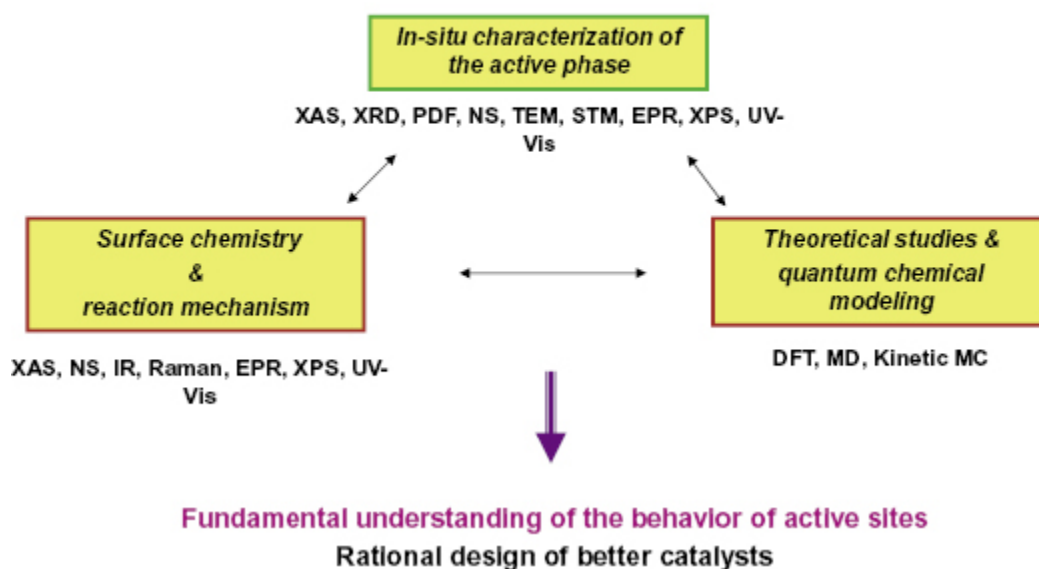 In-situ characterization of
the active phase
XAS, XRD, PDF, NS, TEM, STM, EPR, XPS, UV-
Vis
Surface chemistry
&
reaction mechanism
XAS, NS, IR, Raman, EPR, XPS, UV-
Vis
Theoretical studies &
quantum chemical
modeling
DFT, MD, Kinetic MC
Fundamental understanding of the behavior of active sites
Rational design of better catalysts